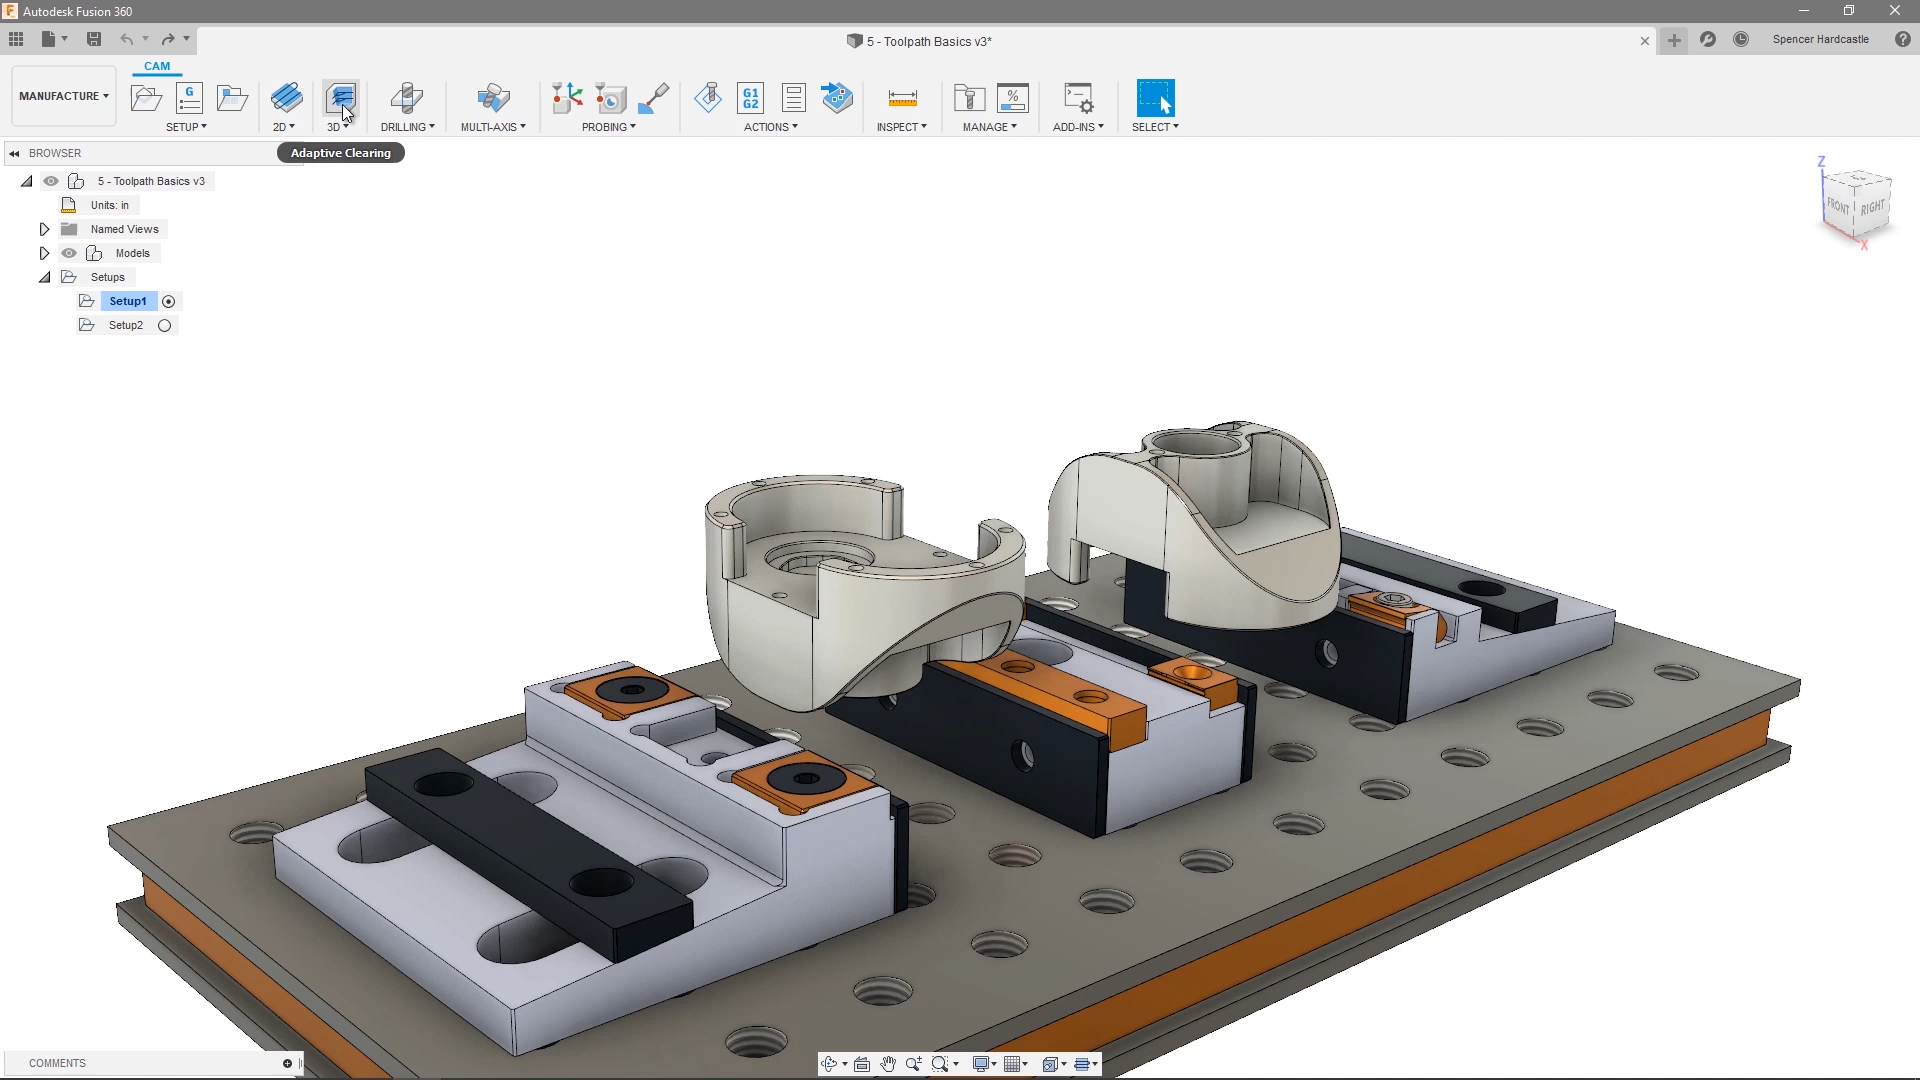 Autodesk Fusion 360
5 - Toolpath Basics v3*
Spencer Hardcastle
CAM
MANUFACTURE
G
G1
G2
%
SETUP
2D
3D
DRILLING
MULTI-AXIS
PROBING
ACTIONS
INSPECT
MANAGE
ADD-INS
SELECT
BROWSER
Adaptive Clearing
5 - Toolpath Basics v3
Units: in
Named Views
Models
Setups
Setup1
Setup2
Z
FRONT
RIGHT
X
COMMENTS